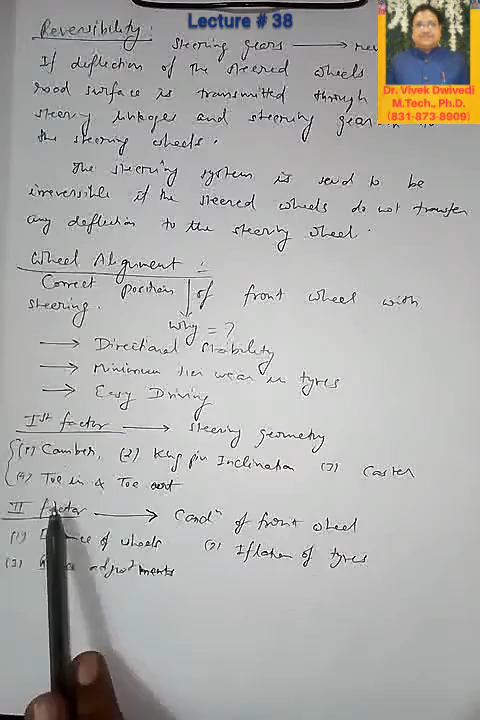 Lecture # 38
Dr. Vivek Dwivedi
M.Tech., Ph.D.
(831-873-8909)
Reversibility: Steering gears → rev
If deflection of the steered wheels
road surface is transmitted through
steering linkages and steering gear
the steering wheels.
The steering system is said to be
irreversible if the steered wheels do not transfer
any deflection to the steering wheel.
Wheel Alignment :-
Correct position of front wheel with
steering.
Why = ?
→ Directional Stability
→ Minimum wear in tyres
→ Easy Driving
Ist factor → steering geometry
(1) Camber, (2) King pin Inclination (3) Caster
(4) Toe in & Toe out
II factor → Condn of front wheel
(1) of wheels (2) Iflation of tyres
(3) adjustments